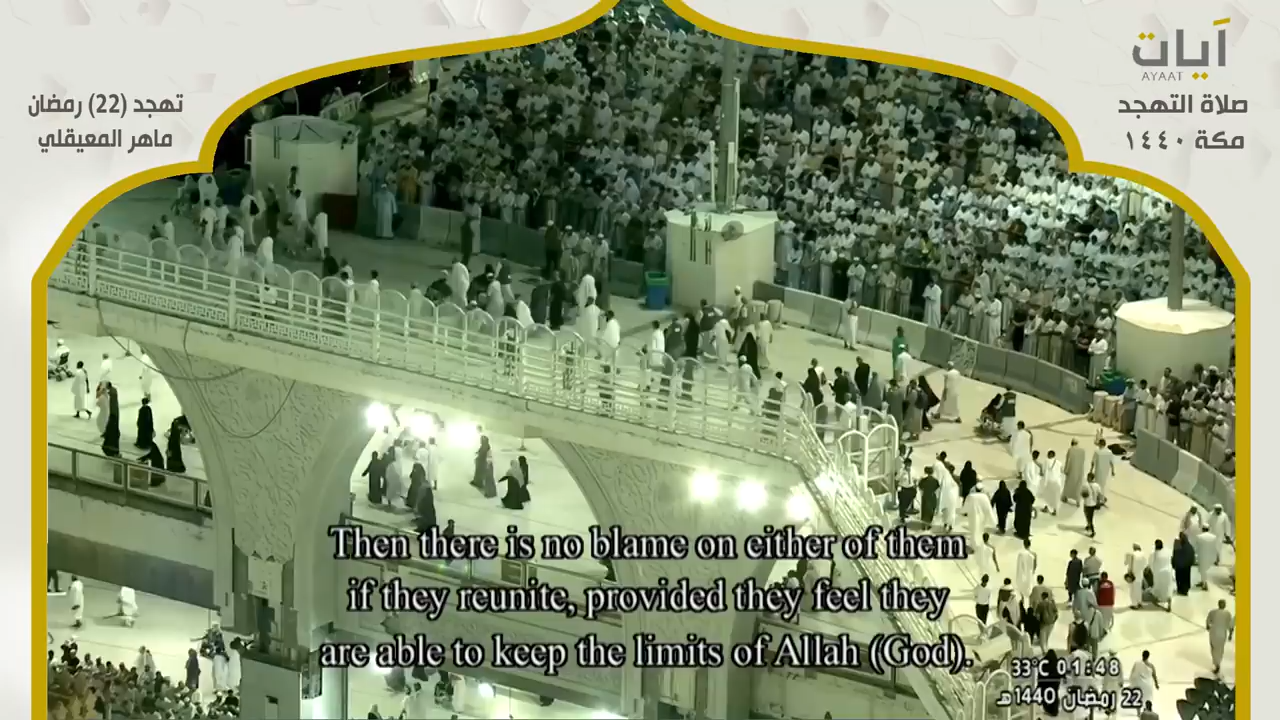 آيات
AYAAT
صلاة التهجد
مكة ١٤٤٠
تهجد (22) رمضان
ماهر المعيقلي
Then there is no blame on either of them
if they reunite, provided they feel they
are able to keep the limits of Allah (God).
33°C 01:48
22 رمضان 1440هـ